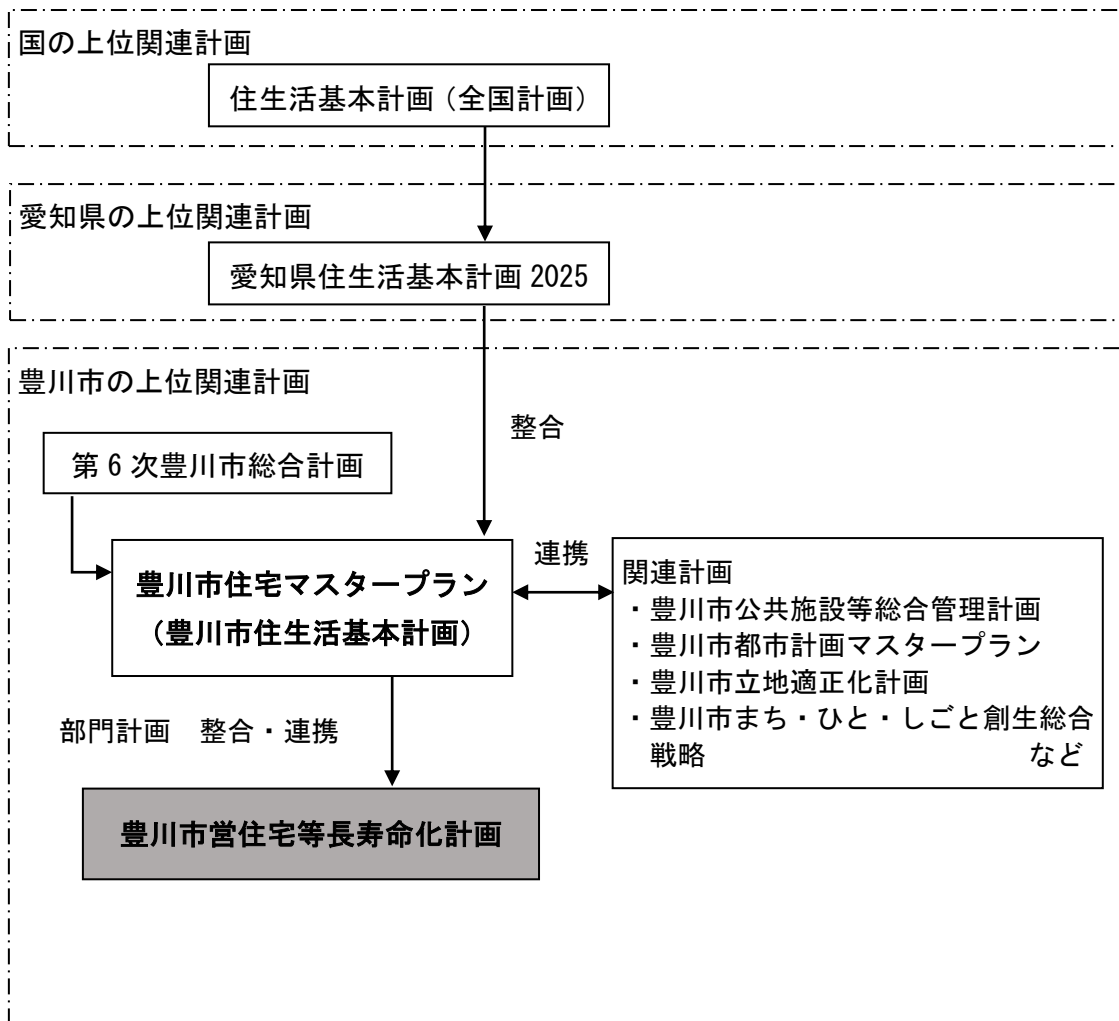 国の上位関連計画
住生活基本計画（全国計画）
愛知県の上位関連計画
愛知県住生活基本計画 2025
豊川市の上位関連計画
整合
第 6 次豊川市総合計画
豊川市住宅マスタープラン
（豊川市住生活基本計画）
連携
関連計画
・豊川市公共施設等総合管理計画
・豊川市都市計画マスタープラン
・豊川市立地適正化計画
・豊川市まち・ひと・しごと創生総合
戦略 など
部門計画 整合・連携
豊川市営住宅等長寿命化計画